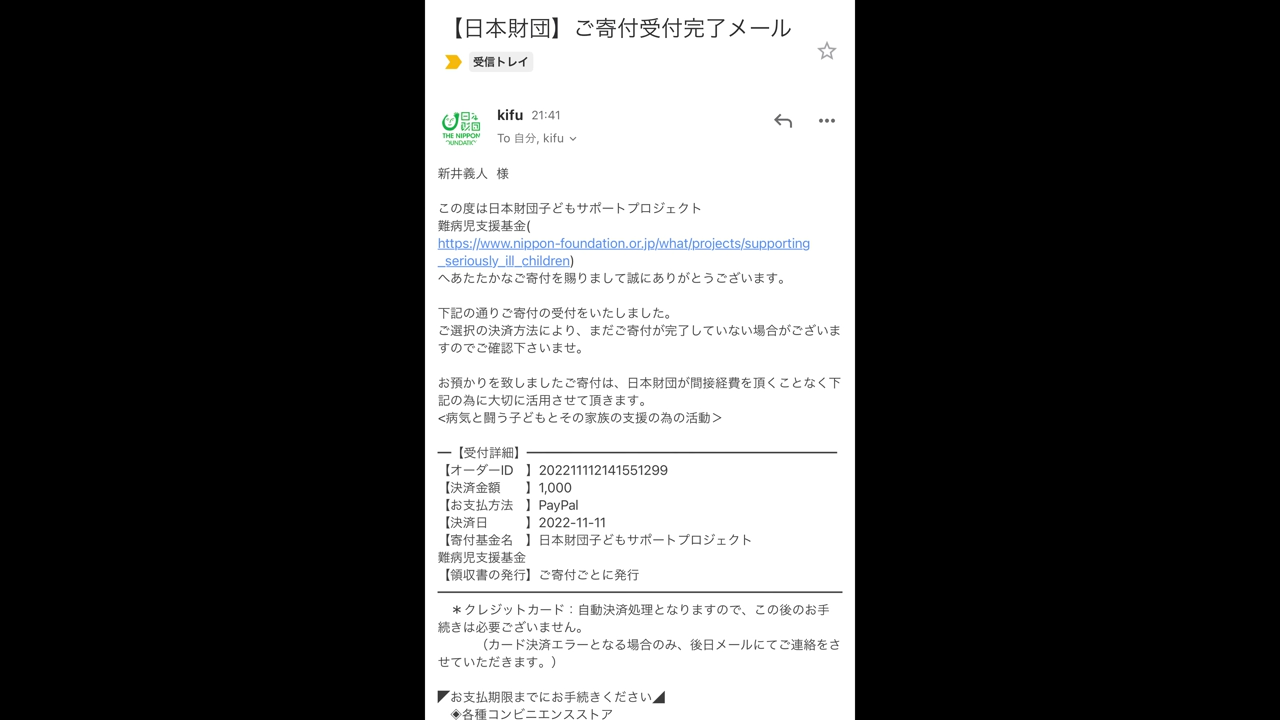 【日本財団】ご寄付受付完了メール
受信トレイ
kifu 21:41
To 自分, kifu
THE NIPPON
新井義人 様
この度は日本財団子どもサポートプロジェクト
難病児支援基金(
https://www.nippon-foundation.or.jp/what/projects/supporting
_seriously_ill_children)
へあたたかなご寄付を賜りまして誠にありがとうございます。
下記の通りご寄付の受付をいたしました。
ご選択の決済方法により、まだご寄付が完了していない場合がございま
すのでご確認下さいませ。
お預かりを致しましたご寄付は、日本財団が間接経費を頂くことなく下
記の為に大切に活用させて頂きます。
<病気と闘う子どもとその家族の支援の為の活動＞
━【受付詳細】━━━━━━━━━━━━━━━━━━━━━━━━━
【オーダーID　】202211112141551299
【決済金額　　】1,000
【お支払方法　】PayPal
【決済日　　　】2022-11-11
【寄付基金名　】日本財団子どもサポートプロジェクト
難病児支援基金
【領収書の発行】ご寄付ごとに発行
＊クレジットカード：自動決済処理となりますので、この後のお手
続きは必要ございません。
（カード決済エラーとなる場合のみ、後日メールにてご連絡をさ
せていただきます。）
◤お支払期限までにお手続きください◢
◈各種コンビニエンスストア